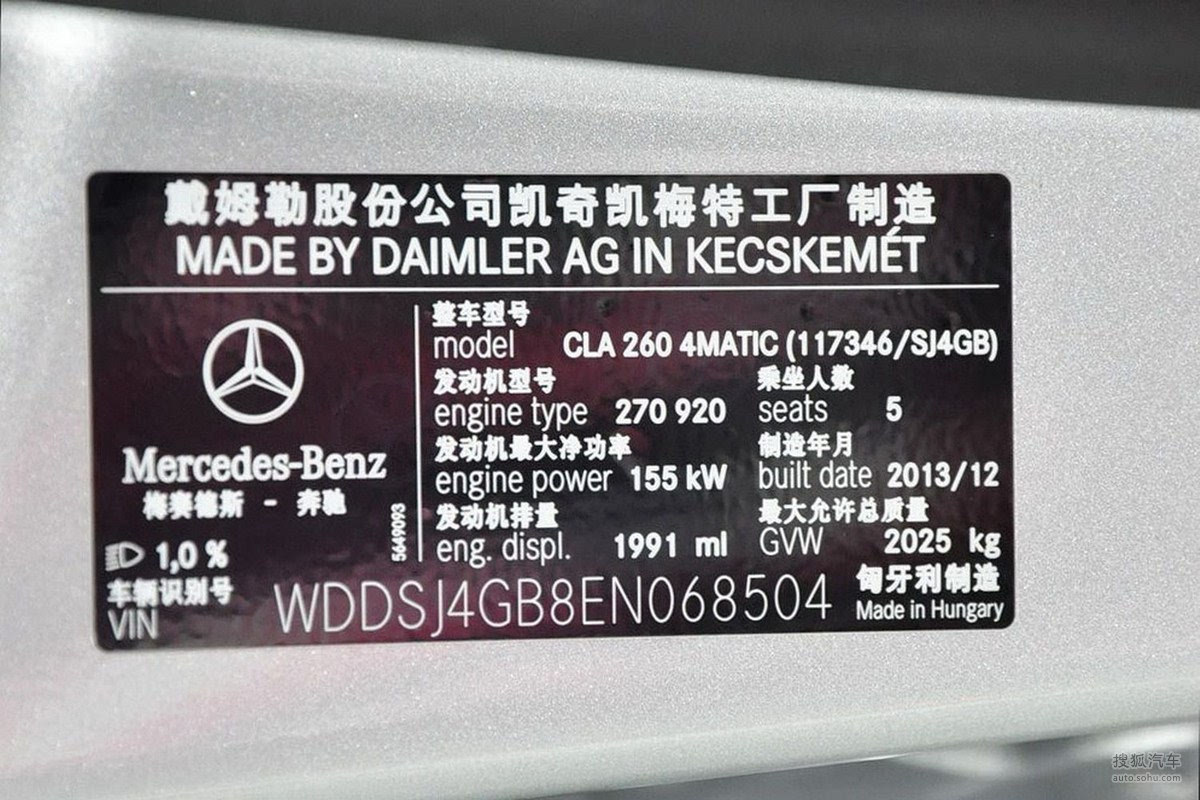 戴姆勒股份公司凯奇凯梅特工厂制造
MADE BY DAIMLER AG IN KECSKEMÉT
整车型号
model CLA 260 4MATIC (117346/SJ4GB)
发动机型号 乘坐人数
engine type 270 920 seats 5
发动机最大净功率 制造年月
engine power 155 kW built date 2013/12
发动机排量 最大允许总质量
eng. displ. 1991 ml GVW 2025 kg
Mercedes-Benz
梅赛德斯 - 奔驰
5649093
1,0 %
车辆识别号
VIN WDDSJ4GB8EN068504
匈牙利制造
Made in Hungary
搜狐汽车
auto.sohu.com